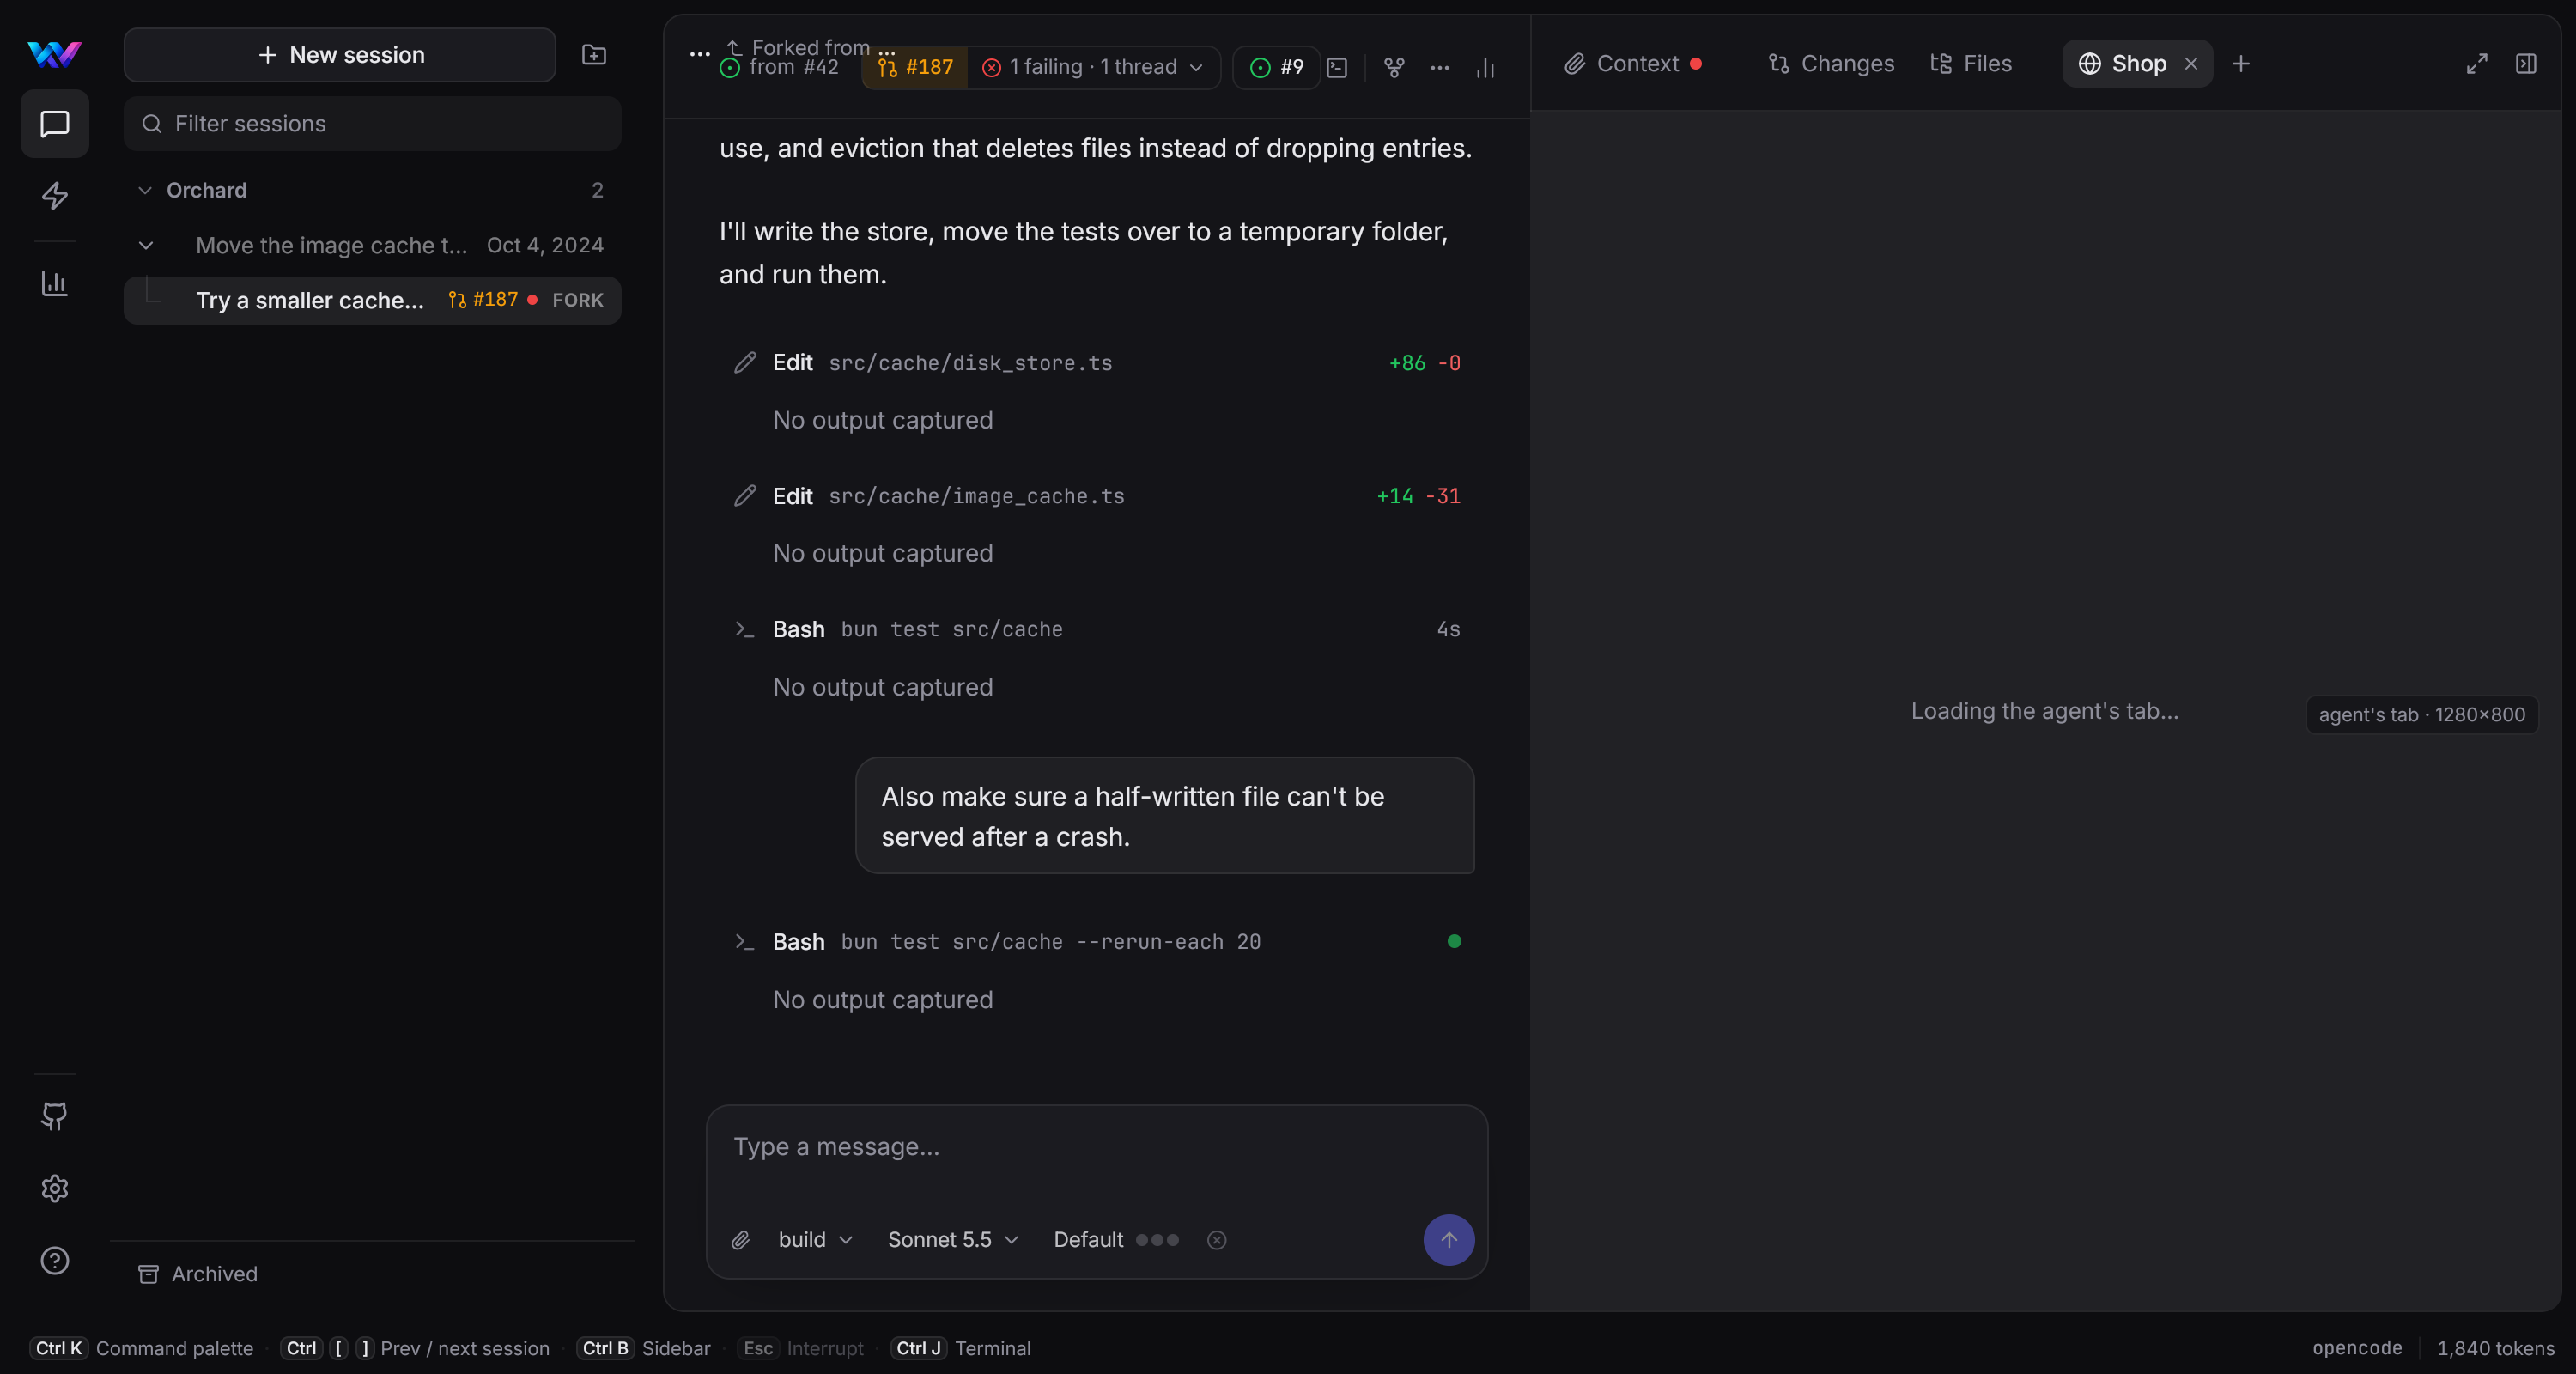 New session
Filter sessions
Orchard 2
Move the image cache t... Oct 4, 2024
Try a smaller cache... #187 FORK
Archived
Forked from
from #42 #187 1 failing · 1 thread #9
use, and eviction that deletes files instead of dropping entries.
I'll write the store, move the tests over to a temporary folder,
and run them.
Edit src/cache/disk_store.ts +86 -0
No output captured
Edit src/cache/image_cache.ts +14 -31
No output captured
Bash bun test src/cache 4s
No output captured
Also make sure a half-written file can't be
served after a crash.
Bash bun test src/cache --rerun-each 20
No output captured
Type a message...
build Sonnet 5.5 Default
Context Changes Files Shop
Loading the agent's tab...
agent's tab · 1280×800
Ctrl K Command palette · Ctrl [ ] Prev / next session · Ctrl B Sidebar · Esc Interrupt · Ctrl J Terminal
opencode 1,840 tokens